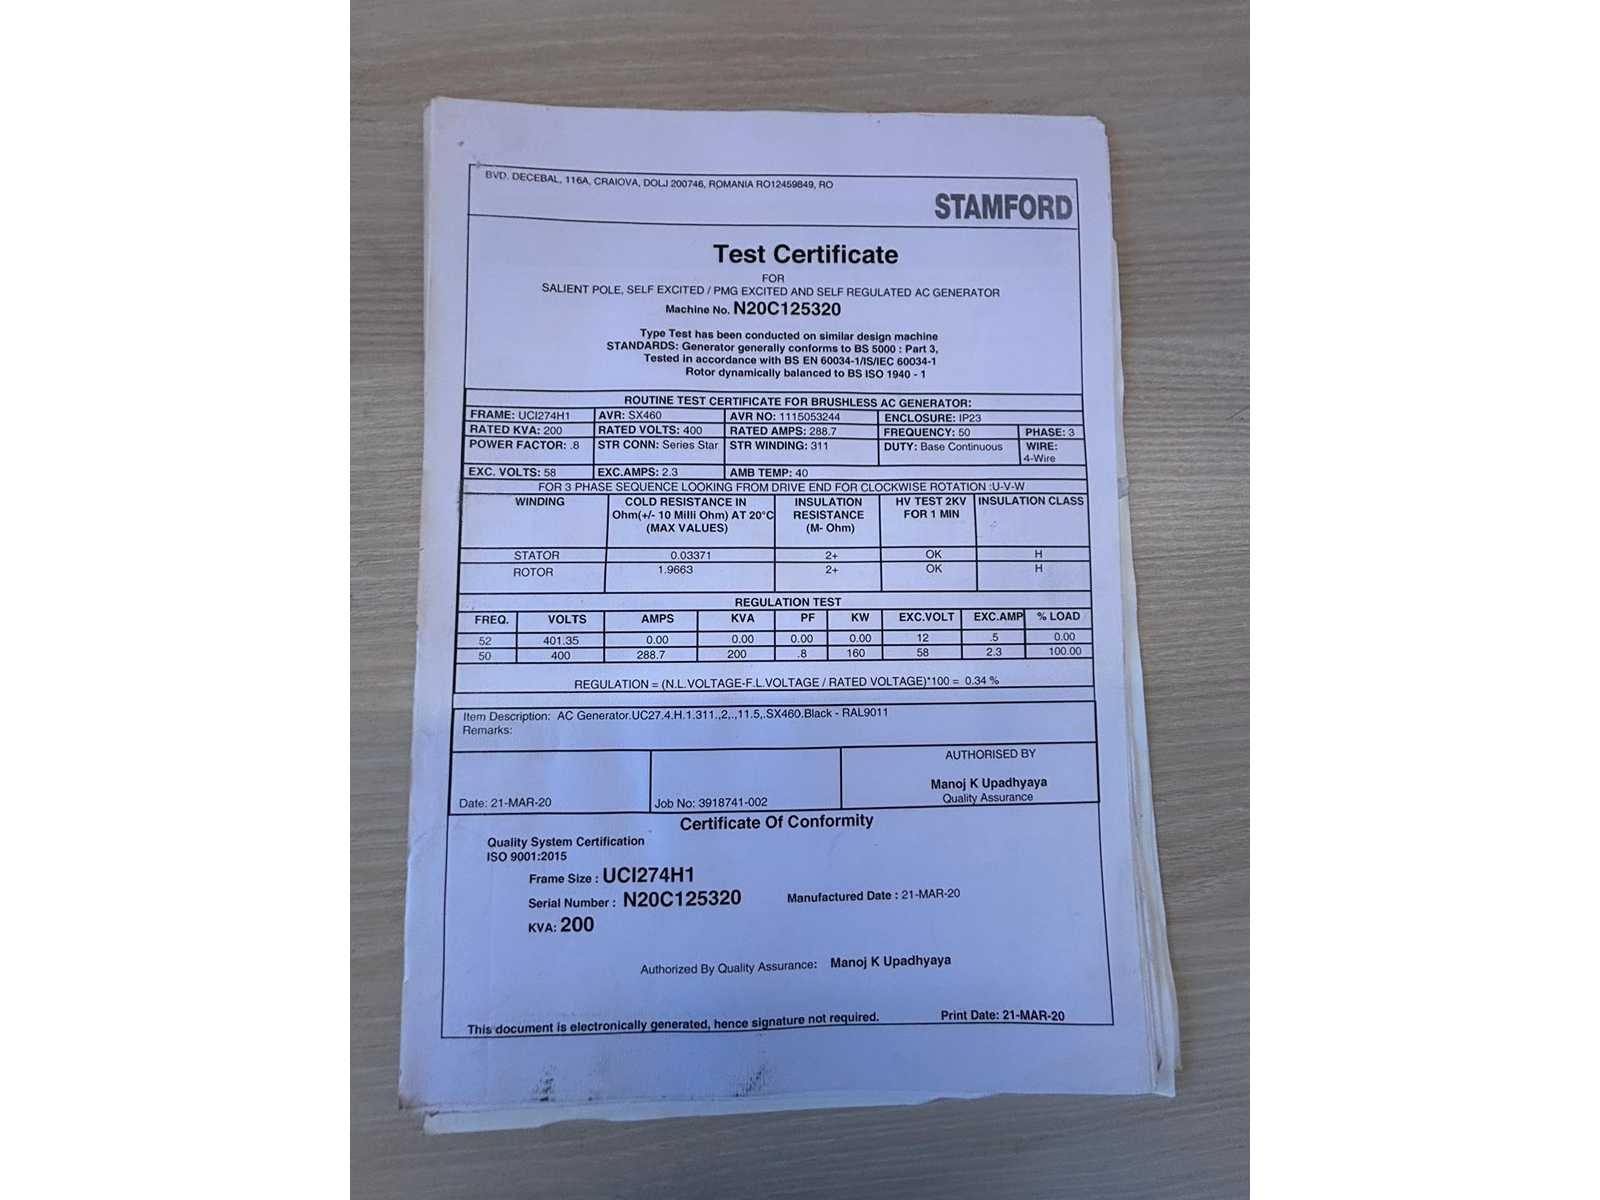 BVD. DECEBAL, 116A, CRAIOVA, DOLJ 200746, ROMANIA RO12459849, RO
STAMFORD
Test Certificate
FOR
SALIENT POLE, SELF EXCITED / PMG EXCITED AND SELF REGULATED AC GENERATOR
Machine No. N20C125320
Type Test has been conducted on similar design machine
STANDARDS: Generator generally conforms to BS 5000 : Part 3,
Tested in accordance with BS EN 60034-1/IS/IEC 60034-1
Rotor dynamically balanced to BS ISO 1940 - 1
ROUTINE TEST CERTIFICATE FOR BRUSHLESS AC GENERATOR:
FRAME: UCI274H1 AVR: SX460 AVR NO: 1115053244 ENCLOSURE: IP23
RATED KVA: 200 RATED VOLTS: 400 RATED AMPS: 288.7 FREQUENCY: 50 PHASE: 3
POWER FACTOR: .8 STR CONN: Series Star STR WINDING: 311 DUTY: Base Continuous WIRE:
4-Wire
EXC. VOLTS: 58 EXC.AMPS: 2.3 AMB TEMP: 40
FOR 3 PHASE SEQUENCE LOOKING FROM DRIVE END FOR CLOCKWISE ROTATION :U-V-W
WINDING COLD RESISTANCE IN INSULATION HV TEST 2KV INSULATION CLASS
Ohm(+/- 10 Milli Ohm) AT 20°C RESISTANCE FOR 1 MIN
(MAX VALUES) (M- Ohm)
STATOR 0.03371 2+ OK H
ROTOR 1.9663 2+ OK H
REGULATION TEST
FREQ. VOLTS AMPS KVA PF KW EXC.VOLT EXC.AMP % LOAD
52 401.35 0.00 0.00 0.00 0.00 12 .5 0.00
50 400 288.7 200 .8 160 58 2.3 100.00
REGULATION = (N.L.VOLTAGE-F.L.VOLTAGE / RATED VOLTAGE)*100 = 0.34 %
Item Description: AC Generator.UC27.4.H.1.311.,2,.,11.5,.SX460.Black - RAL9011
Remarks:
AUTHORISED BY
Manoj K Upadhyaya
Quality Assurance
Date: 21-MAR-20 Job No: 3918741-002
Certificate Of Conformity
Quality System Certification
ISO 9001:2015
Frame Size : UCI274H1
Serial Number : N20C125320 Manufactured Date : 21-MAR-20
KVA: 200
Authorized By Quality Assurance: Manoj K Upadhyaya
This document is electronically generated, hence signature not required. Print Date: 21-MAR-20